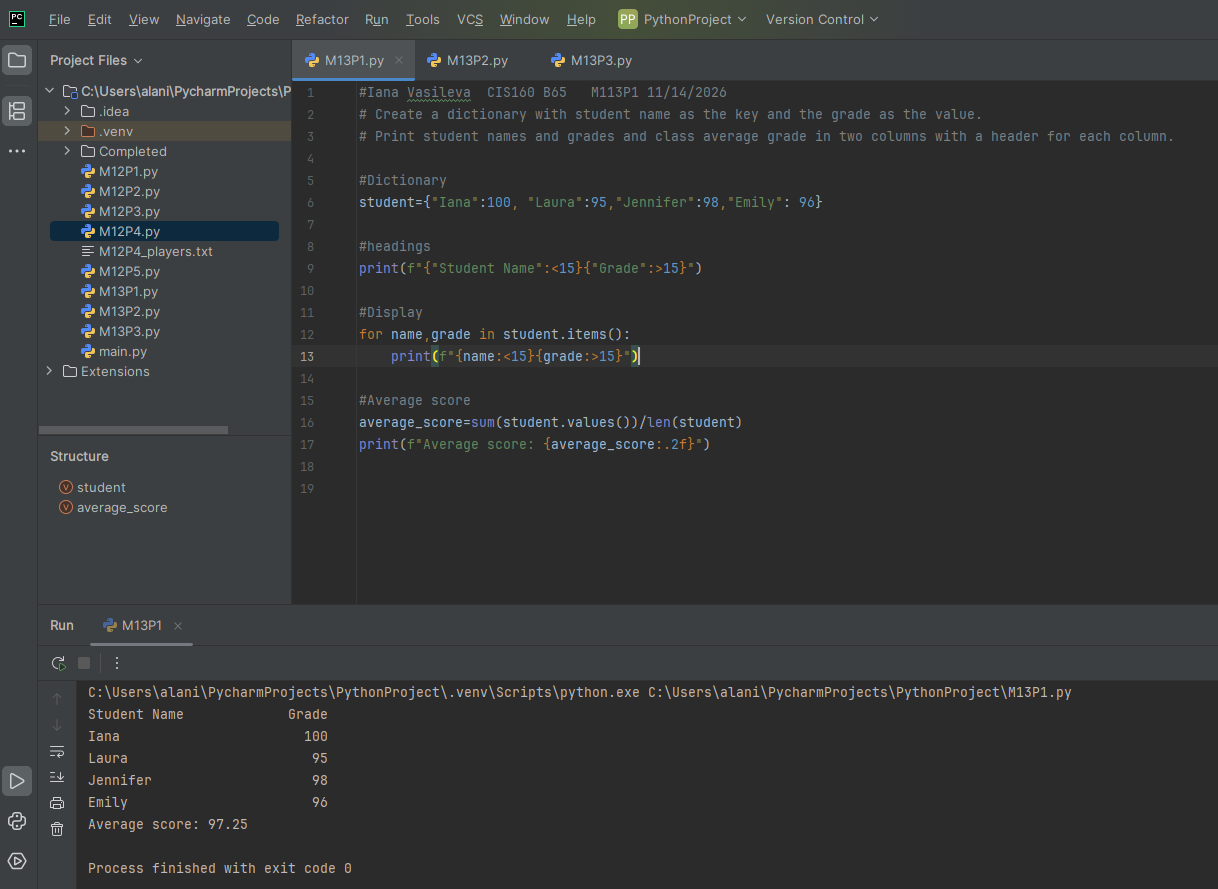 PC File Edit View Navigate Code Refactor Run Tools VCS Window Help PP PythonProject Version Control
Project Files
C:\Users\alani\PycharmProjects\P
.idea
.venv
Completed
M12P1.py
M12P2.py
M12P3.py
M12P4.py
M12P4_players.txt
M12P5.py
M13P1.py
M13P2.py
M13P3.py
main.py
Extensions
Structure
student
average_score
M13P1.py M13P2.py M13P3.py
1 #Iana Vasileva  CIS160 B65   M113P1 11/14/2026
2 # Create a dictionary with student name as the key and the grade as the value.
3 # Print student names and grades and class average grade in two columns with a header for each column.
4
5 #Dictionary
6 student={"Iana":100, "Laura":95,"Jennifer":98,"Emily": 96}
7
8 #headings
9 print(f"{"Student Name":<15}{"Grade":>15}")
10
11 #Display
12 for name,grade in student.items():
13     print(f"{name:<15}{grade:>15}")
14
15 #Average score
16 average_score=sum(student.values())/len(student)
17 print(f"Average score: {average_score:.2f}")
18
19
Run M13P1
C:\Users\alani\PycharmProjects\PythonProject\.venv\Scripts\python.exe C:\Users\alani\PycharmProjects\PythonProject\M13P1.py
Student Name             Grade
Iana                       100
Laura                       95
Jennifer                    98
Emily                       96
Average score: 97.25
Process finished with exit code 0